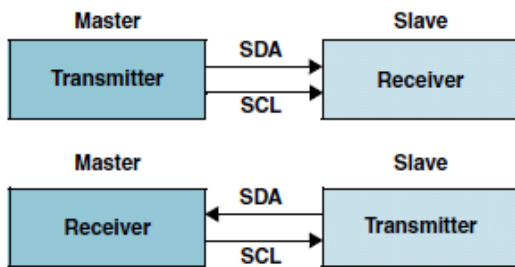 Master Slave
Transmitter SDA Receiver
SCL
Master Slave
Receiver SDA Transmitter
SCL